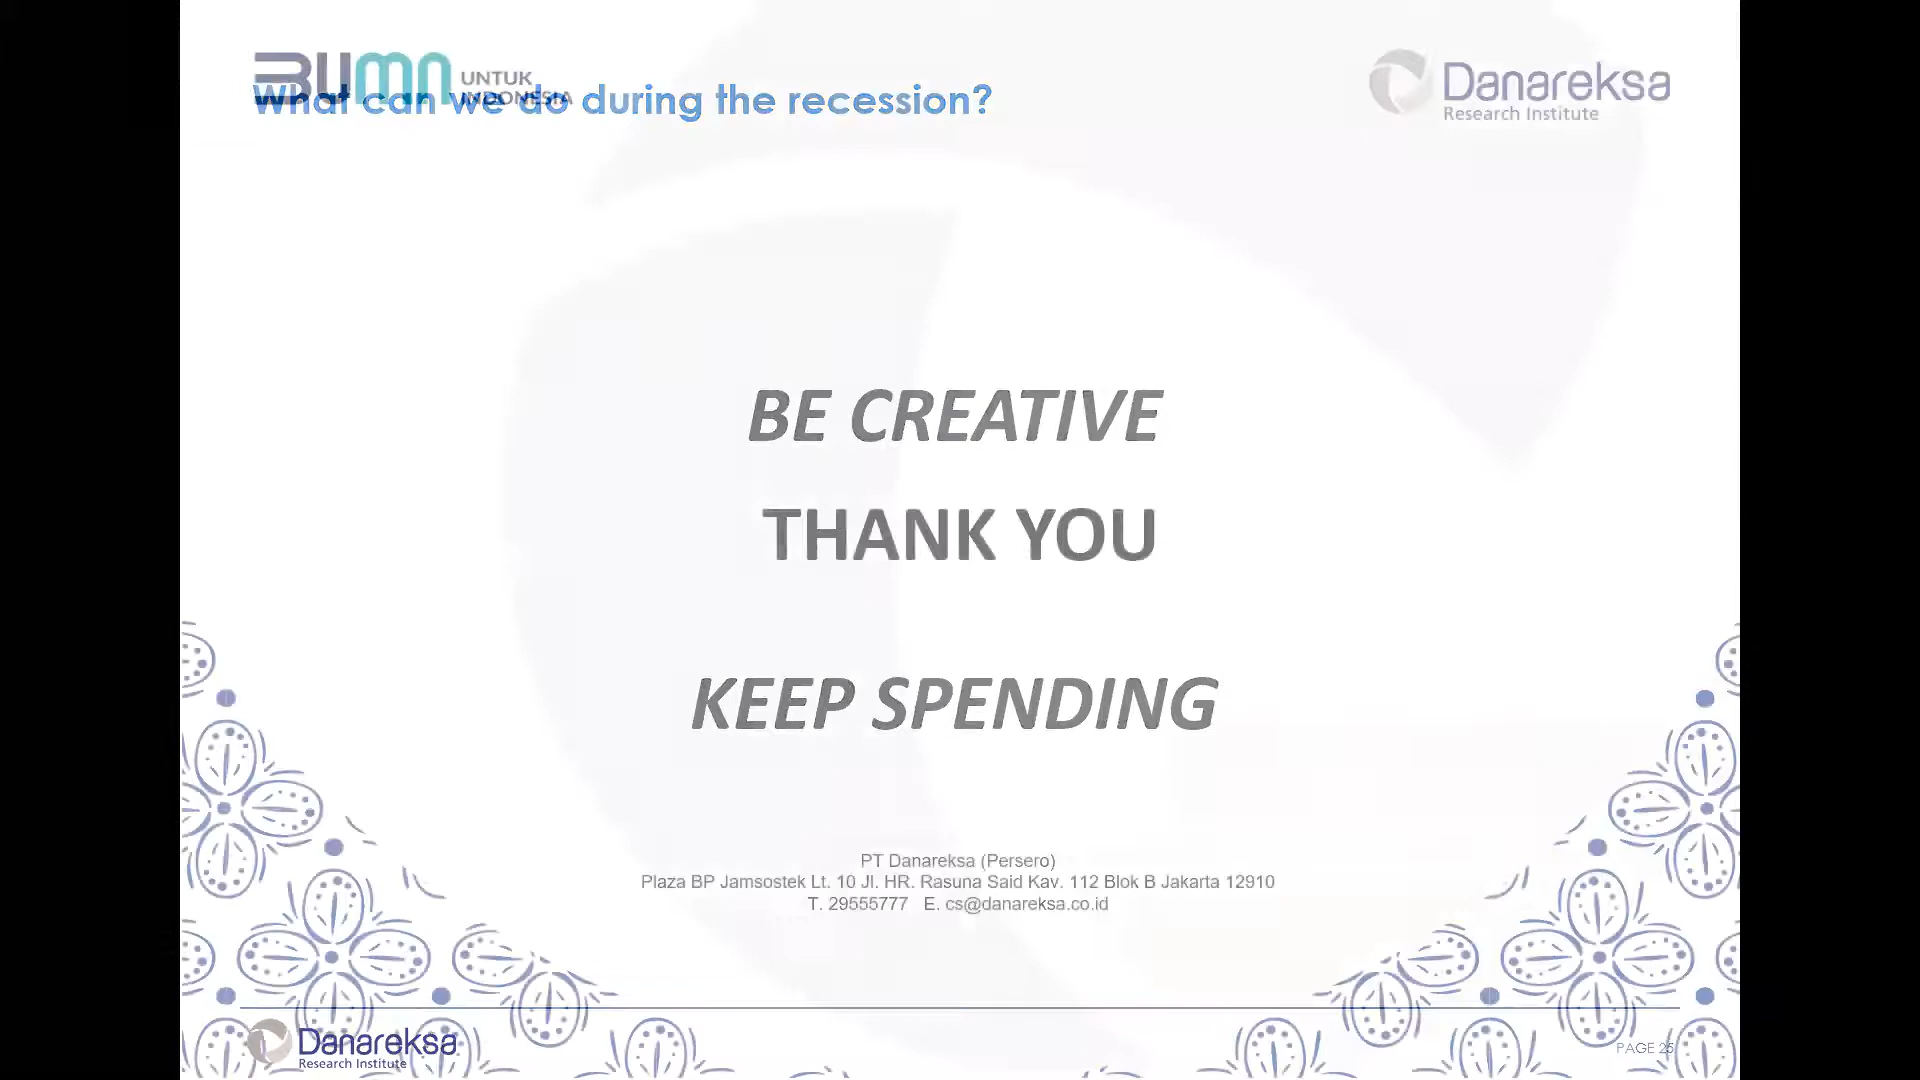 BUMN UNTUK
INDONESIA
What can we do during the recession?
Danareksa
Research Institute
BE CREATIVE
THANK YOU
KEEP SPENDING
PT Danareksa (Persero)
Plaza BP Jamsostek Lt. 10 Jl. HR. Rasuna Said Kav. 112 Blok B Jakarta 12910
T. 29555777 E. cs@danareksa.co.id
Danareksa
Research Institute
PAGE 25